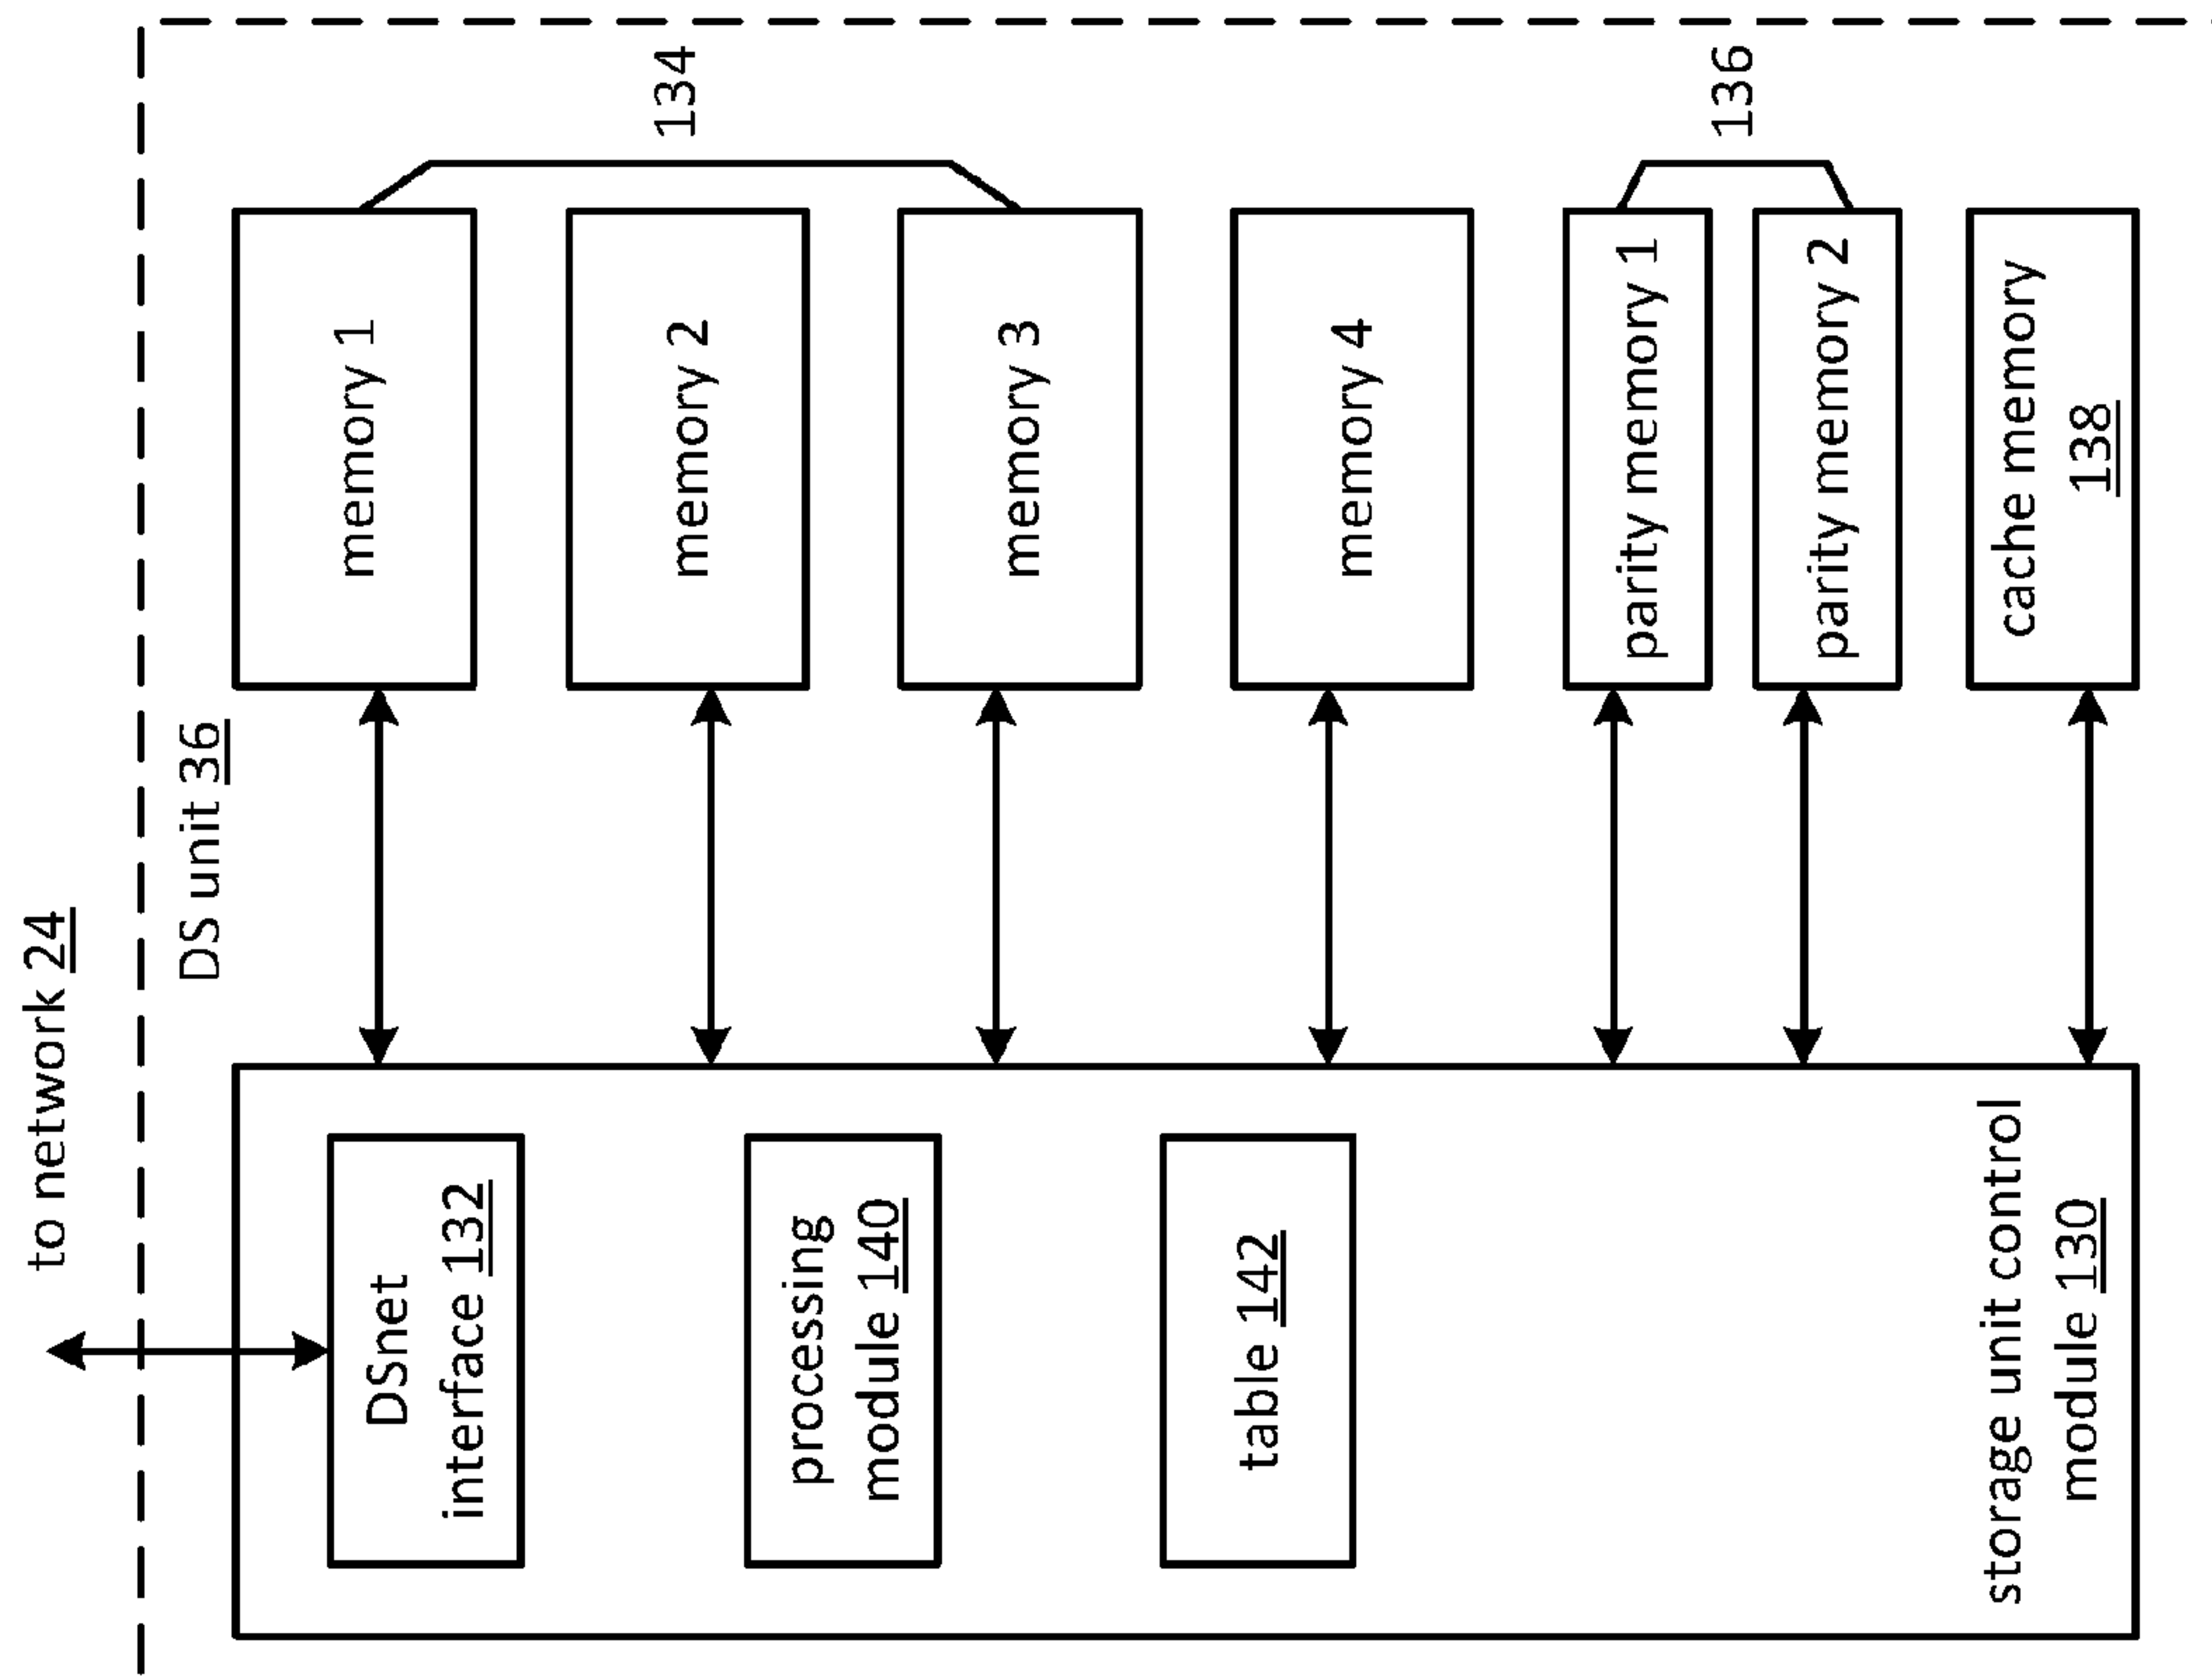 to network 24
DS unit 36
DSnet
interface 132
processing
module 140
table 142
storage unit control
module 130
memory 1
memory 2
memory 3
memory 4
parity memory 1
parity memory 2
cache memory
138
134
136